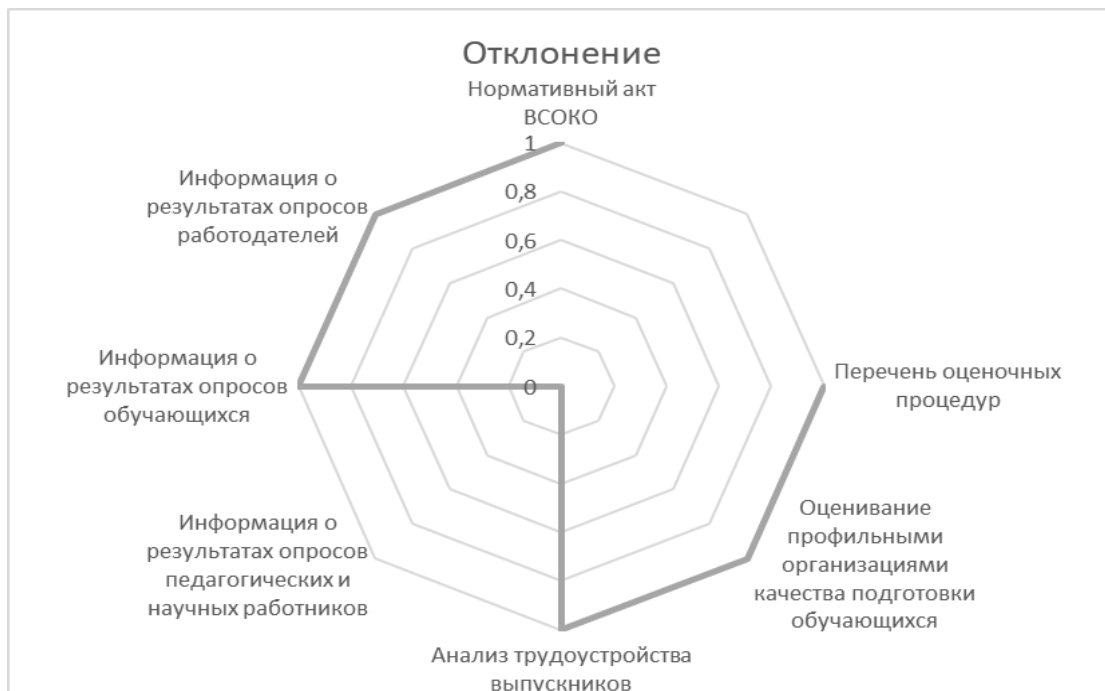 Отклонение
Нормативный акт
ВСОКО
1
0,8
0,6
0,4
0,2
0
Перечень оценочных
процедур
Оценивание
профильными
организациями
качества подготовки
обучающихся
Анализ трудоустройства
выпускников
Информация о
результатах опросов
педагогических и
научных работников
Информация о
результатах опросов
обучающихся
Информация о
результатах опросов
работодателей